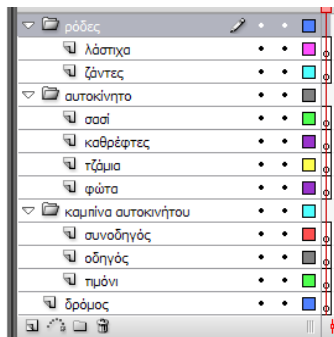 ρόδες
λάστιχα
ζάντες
αυτοκίνητο
σασί
καθρέφτες
τζάμια
φώτα
καμπίνα αυτοκινήτου
συνοδηγός
οδηγός
τιμόνι
δρόμος